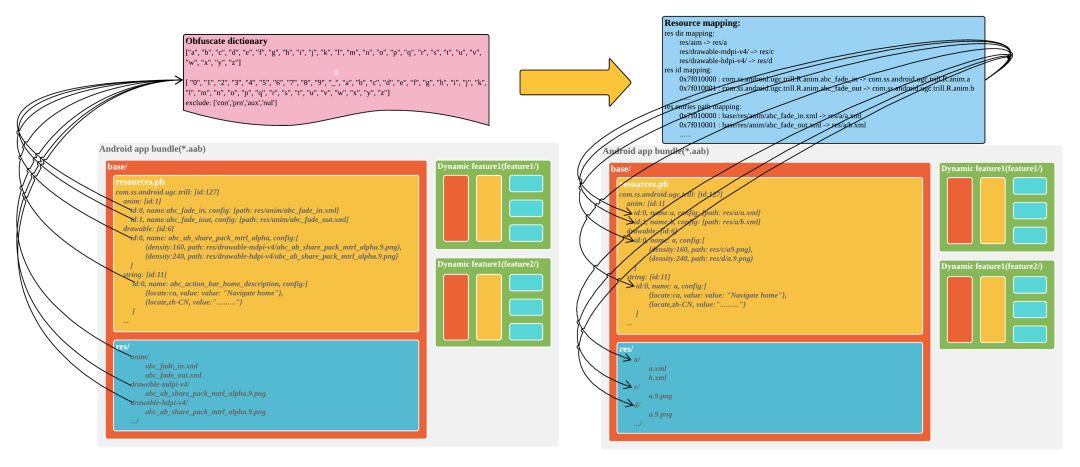 Obfuscate dictionary
["a", "b", "c", "d", "e", "f", "g", "h", "i", "j", "k", "l", "m", "n", "o", "p", "q", "r", "s", "t", "u", "v",
"w", "x", "y", "z"]
x
[ "0", "1", "2", "3", "4", "5", "6", "7", "8", "9", "_", "a", "b", "c", "d", "e", "f", "g", "h", "i", "j", "k",
"l", "m", "n", "o", "p", "q", "r", "s", "t", "u", "v", "w", "x", "y", "z"]
exclude: {'con','prn','aux','nul'}
Resource mapping:
res dir mapping:
res/aim -> res/a
res/drawable-mdpi-v4/ -> res/c
res/drawable-hdpi-v4/ -> res/d
res id mapping:
0x7f010000 : com.ss.android.ugc.trill.R.anim.abc_fade_in -> com.ss.android.ugc.trill.R.anim.a
0x7f010001 : com.ss.android.ugc.trill.R.anim.abc_fade_out -> com.ss.android.ugc.trill.R.anim.b
res entries path mapping:
0x7f010000 : base/res/anim/abc_fade_in.xml -> res/a/a.xml
0x7f010001 : base/res/anim/abc_fade_out.xml -> res/a/b.xml
......
Android app bundle(*.aab)
base/
resources.pb
com.ss.android.ugc.trill: [id:127]
anim: [id:1]
id:0, name:abc_fade_in, config: [path: res/anim/abc_fade_in.xml]
id:1, name:abc_fade_iout, config: [path: res/anim/abc_fade_out.xml]
drawable: [id:6]
id:0, name: abc_ab_share_pack_mtrl_alpha, config:[
{density:160, path: res/drawable-mdpi-v4/abc_ab_share_pack_mtrl_alpha.9.png),
{density:240, path: res/drawable-hdpi-v4/abc_ab_share_pack_mtrl_alpha.9.png)
]
string: [id:11]
id:0, name: abc_action_bar_home_description, config:[
{locate:ca, value: value: "Navigate home"},
{locate,zh-CN, value:".........."}
]
...
res/
anim/
abc_fade_in.xml
abc_fade_out.xml
drawable-mdpi-v4/
abc_ab_share_pack_mtrl_alpha.9.png
drawable-hdpi-v4/
abc_ab_share_pack_mtrl_alpha.9.png
.../
Dynamic feature1(feature1/)
Dynamic feature1(feature2/)
Android app bundle(*.aab)
base/
resources.pb
com.ss.android.ugc.trill: [id:127]
anim: [id:1]
id:0, name:a, config: [path: res/a/a.xml]
id:1, name:b, config: [path: res/a/b.xml]
drawable: [id:6]
id:0, name: a, config:[
{density:160, path: res/c/a9.png),
{density:240, path: res/d/a.9.png)
]
string: [id:11]
id:0, name: a, config:[
{locate:ca, value: value: "Navigate home"},
{locate,zh-CN, value:".........."}
]
...
res/
a/
a.xml
b.xml
c/
a.9.png
d/
a.9.png
.../
Dynamic feature1(feature1/)
Dynamic feature1(feature2/)